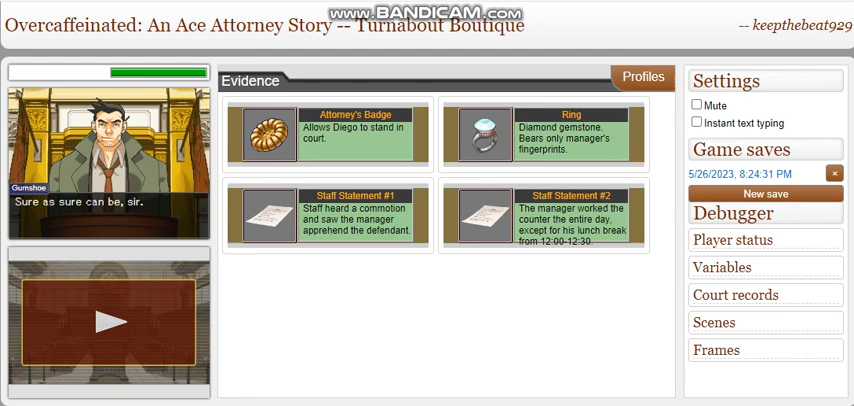 www.BANDICAM.com
Overcaffeinated: An Ace Attorney Story -- Turnabout Boutique
-- keepthebeat929
Evidence
Profiles
Attorney's Badge
Allows Diego to stand in
court.
Ring
Diamond gemstone.
Bears only manager's
fingerprints.
Staff Statement #1
Staff heard a commotion
and saw the manager
apprehend the defendant.
Staff Statement #2
The manager worked the
counter the entire day,
except for his lunch break
from 12:00-12:30.
Gumshoe
Sure as sure can be, sir.
Settings
Mute
Instant text typing
Game saves
5/26/2023, 8:24:31 PM
×
New save
Debugger
Player status
Variables
Court records
Scenes
Frames